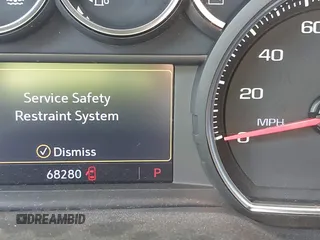 Service Safety
Restraint System
Dismiss
68280
P
60
40
20
0
MPH
DREAMBID